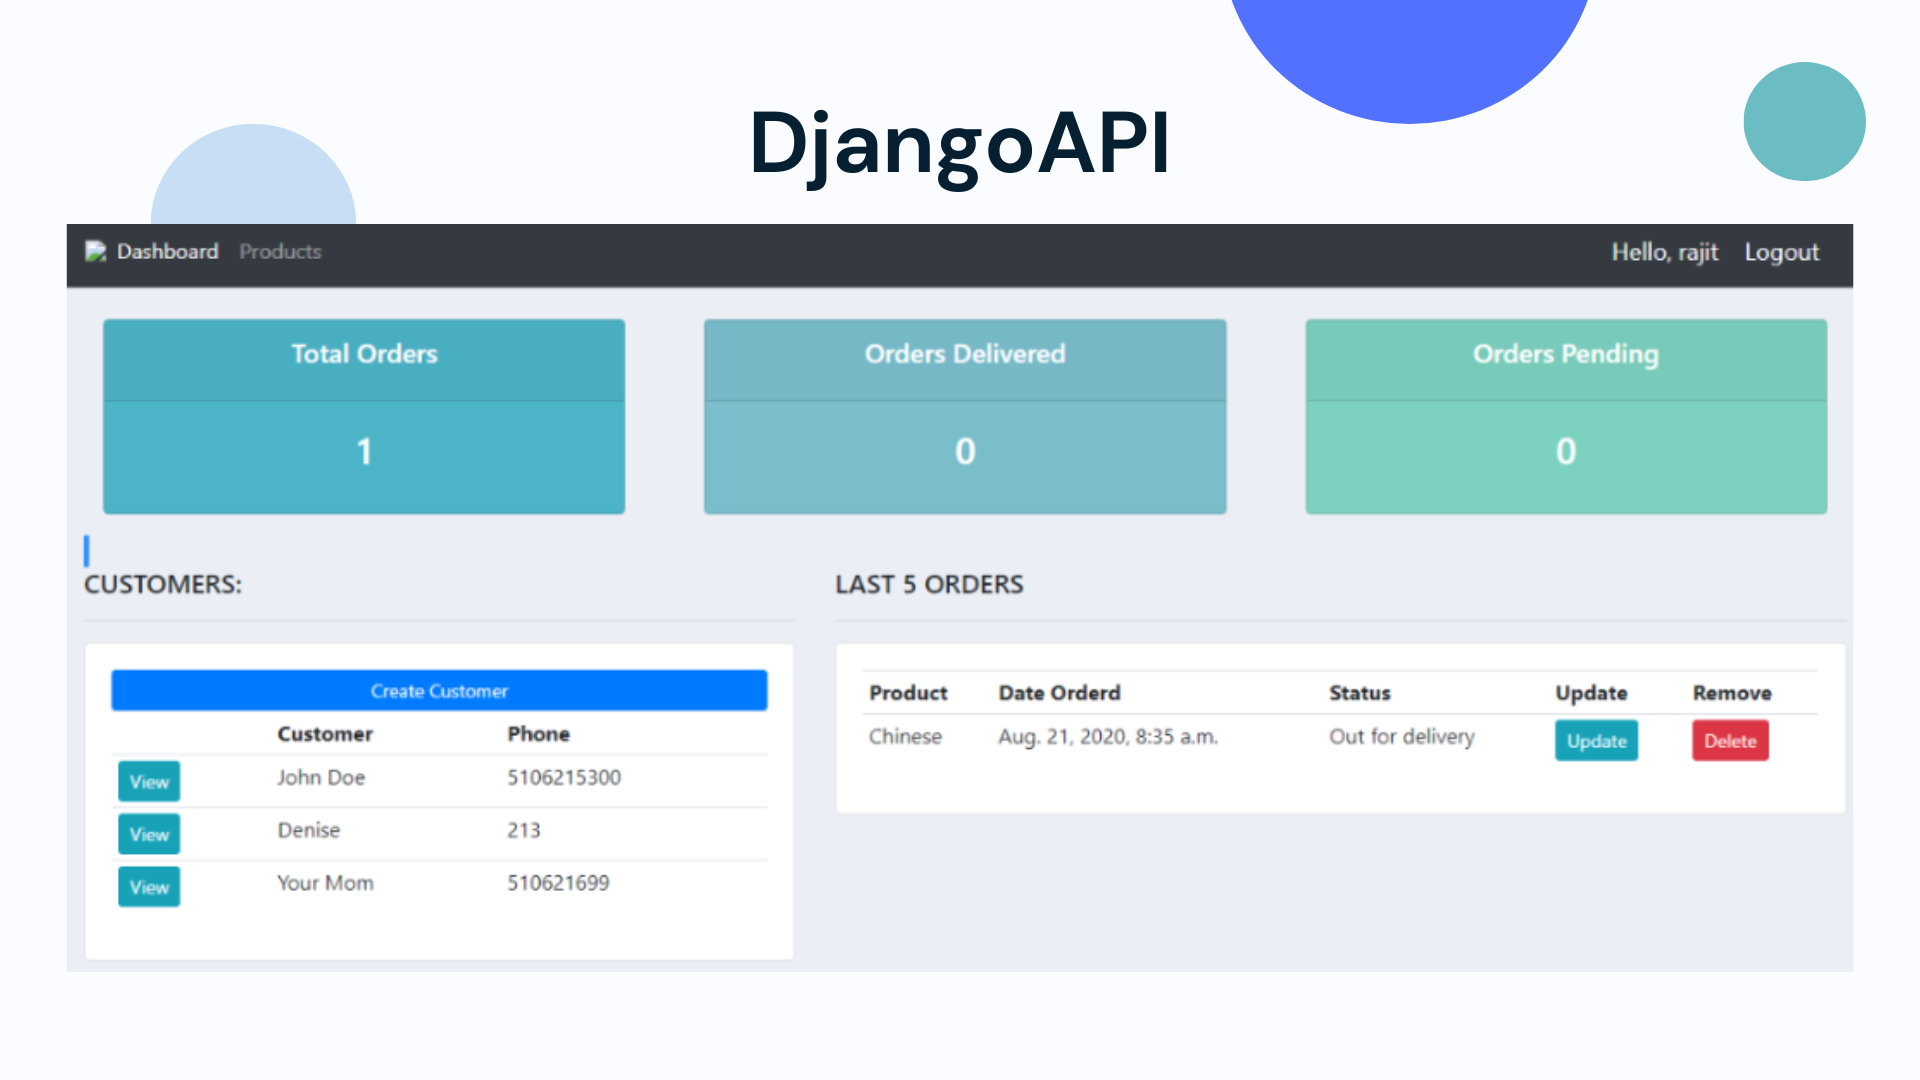 DjangoAPI
Dashboard Products Hello, rajit Logout
Total Orders Orders Delivered Orders Pending
1 0 0
CUSTOMERS:
Create Customer
Customer Phone
View John Doe 5106215300
View Denise 213
View Your Mom 510621699
LAST 5 ORDERS
Product Date Orderd Status Update Remove
Chinese Aug. 21, 2020, 8:35 a.m. Out for delivery Update Delete